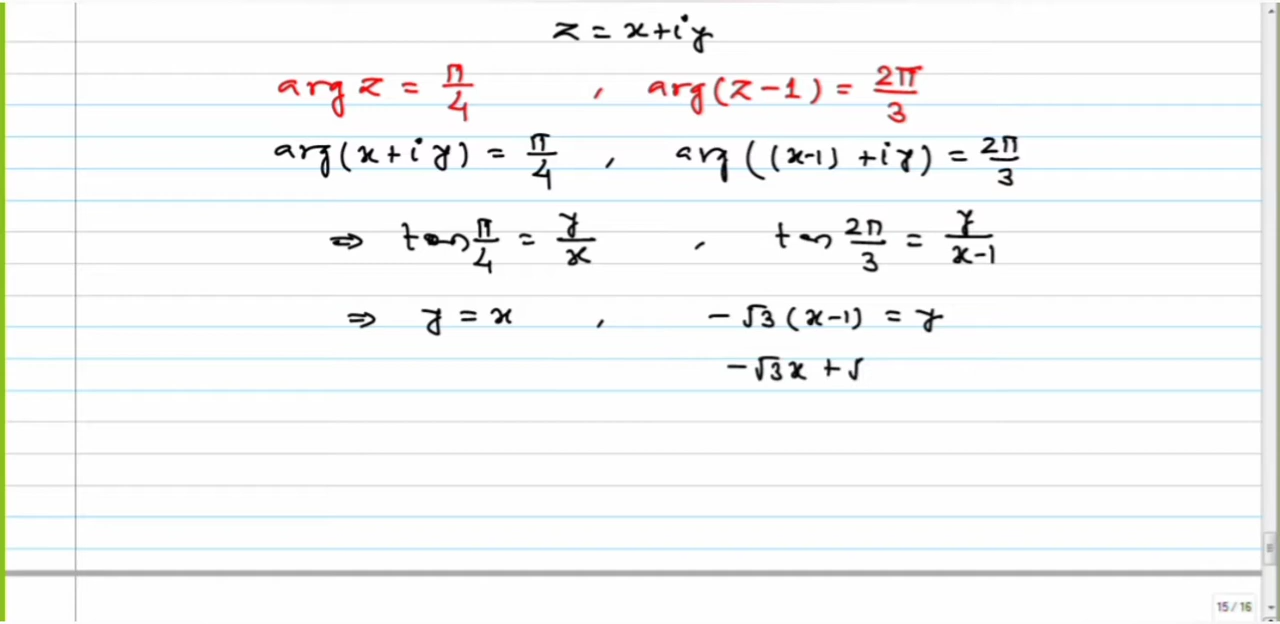 z = x+iy
arg z = π/4 , arg(z-1) = 2π/3
arg(x+iy) = π/4 , arg((x-1) +iy) = 2π/3
⇒ tan π/4 = y/x , tan 2π/3 = y/x-1
⇒ y = x , -√3(x-1) = y
-√3x + √
15 / 16